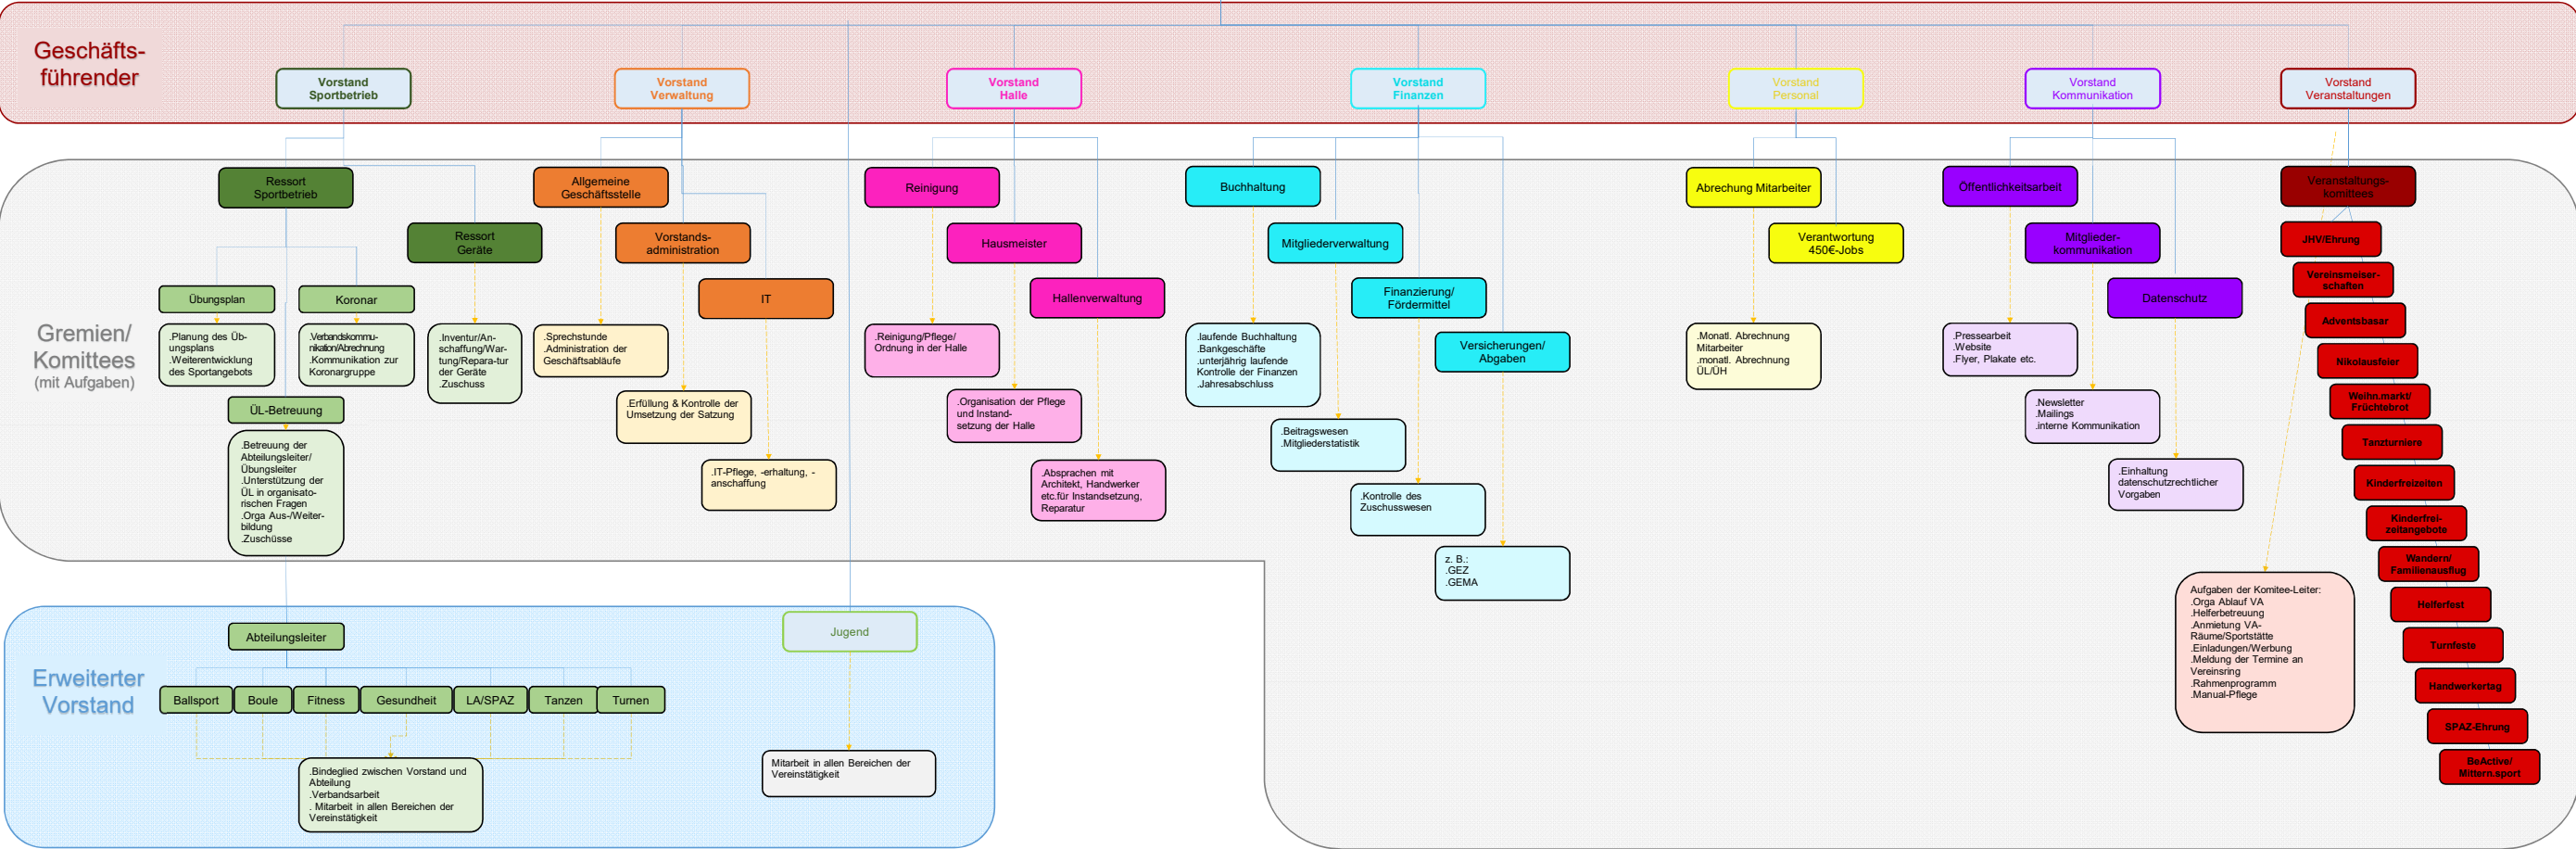 Geschäfts-
führender
Vorstand
Sportbetrieb
Vorstand
Verwaltung
Vorstand
Halle
Vorstand
Finanzen
Vorstand
Personal
Vorstand
Kommunikation
Vorstand
Veranstaltungen
Gremien/
Komittees
(mit Aufgaben)
Ressort
Sportbetrieb
Ressort
Geräte
Übungsplan
Koronar
.Planung des Üb-
ungsplans
.Weiterentwicklung
des Sportangebots
.Verbandskommu-
nikation/Abrechnung
.Kommunikation zur
Koronargruppe
.Inventur/An-
schaffung/War-
tung/Repara-tur
der Geräte
.Zuschuss
ÜL-Betreuung
.Betreuung der
Abteilungsleiter/
Übungsleiter
.Unterstützung der
ÜL in organisato-
rischen Fragen
.Orga Aus-/Weiter-
bildung
.Zuschüsse
Allgemeine
Geschäftsstelle
Vorstands-
administration
IT
.Sprechstunde
.Administration der
Geschäftsabläufe
.Erfüllung & Kontrolle der
Umsetzung der Satzung
.IT-Pflege, -erhaltung, -
anschaffung
Reinigung
Hausmeister
Hallenverwaltung
.Reinigung/Pflege/
Ordnung in der Halle
.Organisation der Pflege
und Instand-
setzung der Halle
.Absprachen mit
Architekt, Handwerker
etc.für Instandsetzung,
Reparatur
Buchhaltung
Mitgliederverwaltung
Finanzierung/
Fördermittel
Versicherungen/
Abgaben
.laufende Buchhaltung
.Bankgeschäfte
.unterjährig laufende
Kontrolle der Finanzen
.Jahresabschluss
.Beitragswesen
.Mitgliederstatistik
.Kontrolle des
Zuschusswesen
z. B.:
.GEZ
.GEMA
Abrechung Mitarbeiter
Verantwortung
450€-Jobs
.Monatl. Abrechnung
Mitarbeiter
.monatl. Abrechnung
ÜL/ÜH
Öffentlichkeitsarbeit
Mitglieder-
kommunikation
Datenschutz
.Pressearbeit
.Website
.Flyer, Plakate etc.
.Newsletter
.Mailings
.interne Kommunikation
.Einhaltung
datenschutzrechtlicher
Vorgaben
Veranstaltungs-
komittees
JHV/Ehrung
Vereinsmeiser-
schaften
Adventsbasar
Nikolausfeier
Weihn.markt/
Früchtebrot
Tanzturniere
Kinderfreizeiten
Kinderfrei-
zeitangebote
Wandern/
Familienausflug
Helferfest
Turnfeste
Handwerkertag
SPAZ-Ehrung
BeActive/
Mittern.sport
Aufgaben der Komitee-Leiter:
.Orga Ablauf VA
.Helferbetreuung
.Anmietung VA-
Räume/Sportstätte
.Einladungen/Werbung
.Meldung der Termine an
Vereinsring
.Rahmenprogramm
.Manual-Pflege
Erweiterter
Vorstand
Abteilungsleiter
Ballsport
Boule
Fitness
Gesundheit
LA/SPAZ
Tanzen
Turnen
.Bindeglied zwischen Vorstand und
Abteilung
.Verbandsarbeit
. Mitarbeit in allen Bereichen der
Vereinstätigkeit
Jugend
Mitarbeit in allen Bereichen der
Vereinstätigkeit